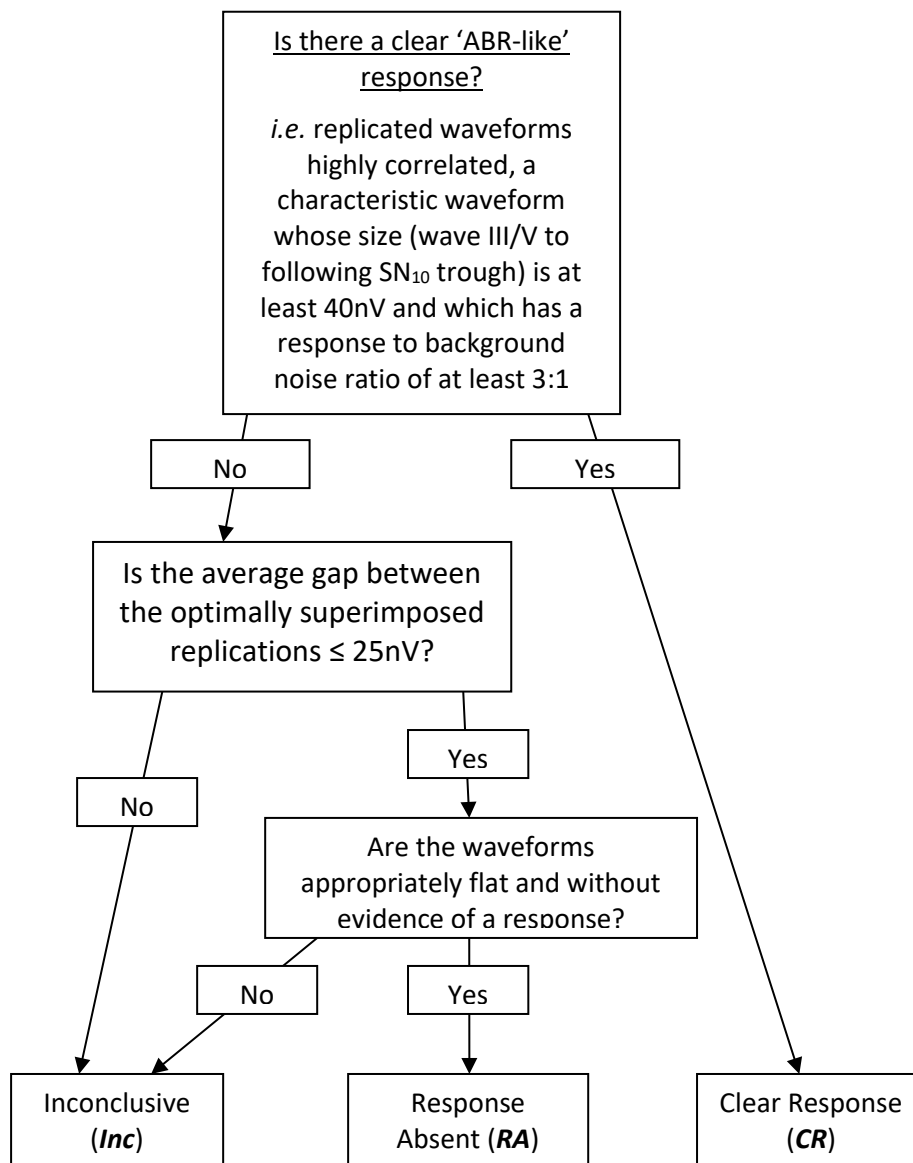 Is there a clear ‘ABR-like’
response?
i.e. replicated waveforms
highly correlated, a
characteristic waveform
whose size (wave III/V to
following SN₁₀ trough) is at
least 40nV and which has a
response to background
noise ratio of at least 3:1
No
Yes
Is the average gap between
the optimally superimposed
replications ≤ 25nV?
Yes
No
Are the waveforms
appropriately flat and without
evidence of a response?
No
Yes
Inconclusive
(Inc)
Response
Absent (RA)
Clear Response
(CR)